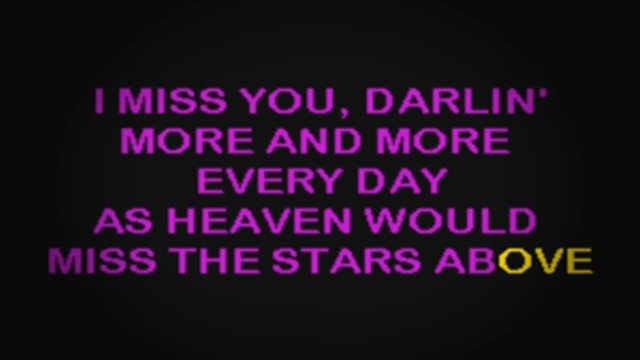 I MISS YOU, DARLIN'
MORE AND MORE
EVERY DAY
AS HEAVEN WOULD
MISS THE STARS ABOVE